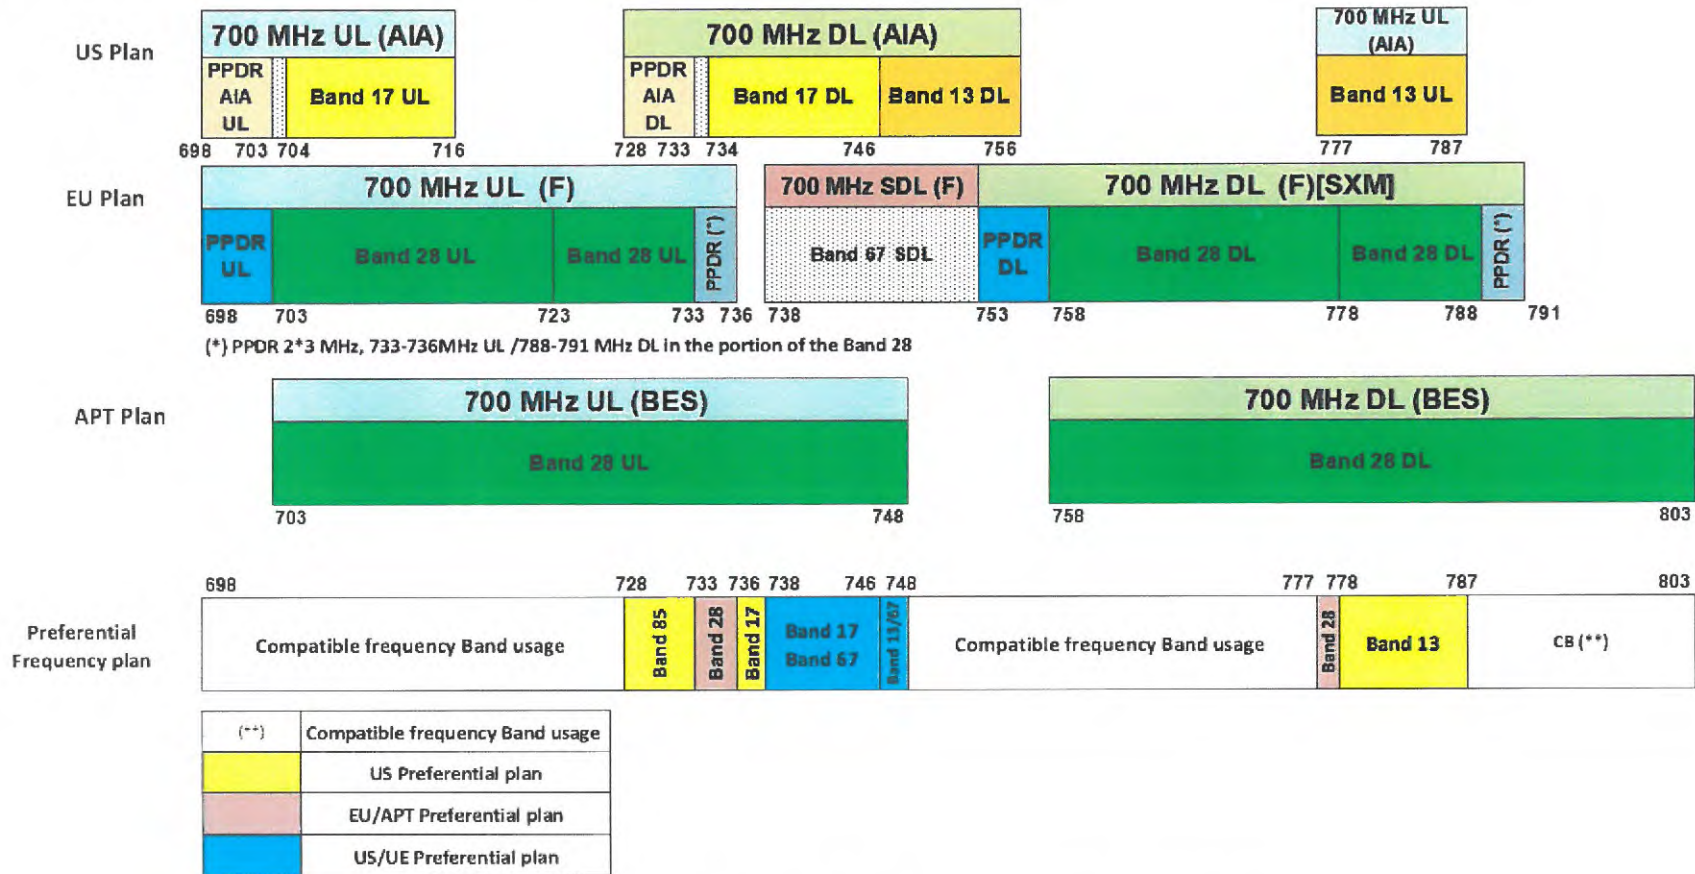 US Plan
700 MHz UL (AIA)
700 MHz DL (AIA)
700 MHz UL
(AIA)
PPDR
AIA
UL
Band 17 UL
PPDR
AIA
DL
Band 17 DL
Band 13 DL
Band 13 UL
698 703 704 716 728 733 734 746 756 777 787
EU Plan
700 MHz UL (F)
700 MHz SDL (F)
700 MHz DL (F)[SXM]
PPDR
UL
Band 28 UL
Band 28 UL
PPDR (*)
Band 67 SDL
PPDR
DL
Band 28 DL
Band 28 DL
PPDR (*)
698 703 723 733 736 738 753 758 778 788 791
(*) PPDR 2*3 MHz, 733-736MHz UL /788-791 MHz DL in the portion of the Band 28
APT Plan
700 MHz UL (BES)
700 MHz DL (BES)
Band 28 UL
Band 28 DL
703 748 758 803
698 728 733 736 738 746 748 777 778 787 803
Preferential
Frequency plan
Compatible frequency Band usage
Band 85
Band 28
Band 17
Band 17
Band 67
Band 13/67
Compatible frequency Band usage
Band 28
Band 13
CB (**)
(**) Compatible frequency Band usage
US Preferential plan
EU/APT Preferential plan
US/UE Preferential plan